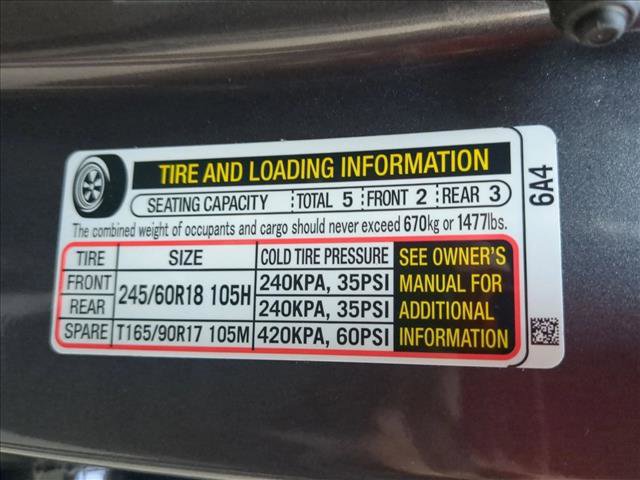 TIRE AND LOADING INFORMATION
SEATING CAPACITY TOTAL 5 FRONT 2 REAR 3
The combined weight of occupants and cargo should never exceed 670kg or 1477lbs.
TIRE SIZE COLD TIRE PRESSURE
FRONT 245/60R18 105H 240KPA, 35PSI
REAR 240KPA, 35PSI
SPARE T165/90R17 105M 420KPA, 60PSI
SEE OWNER'S
MANUAL FOR
ADDITIONAL
INFORMATION
6A4